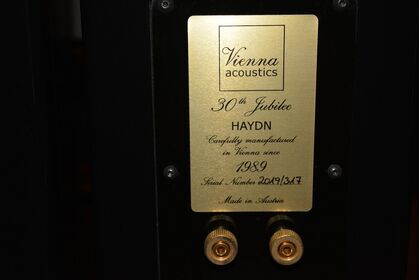 Vienna
acoustics
30th Jubilee
HAYDN
Carefully manufactured
in Vienna since
1989
Serial Number 2019/317
Made in Austria